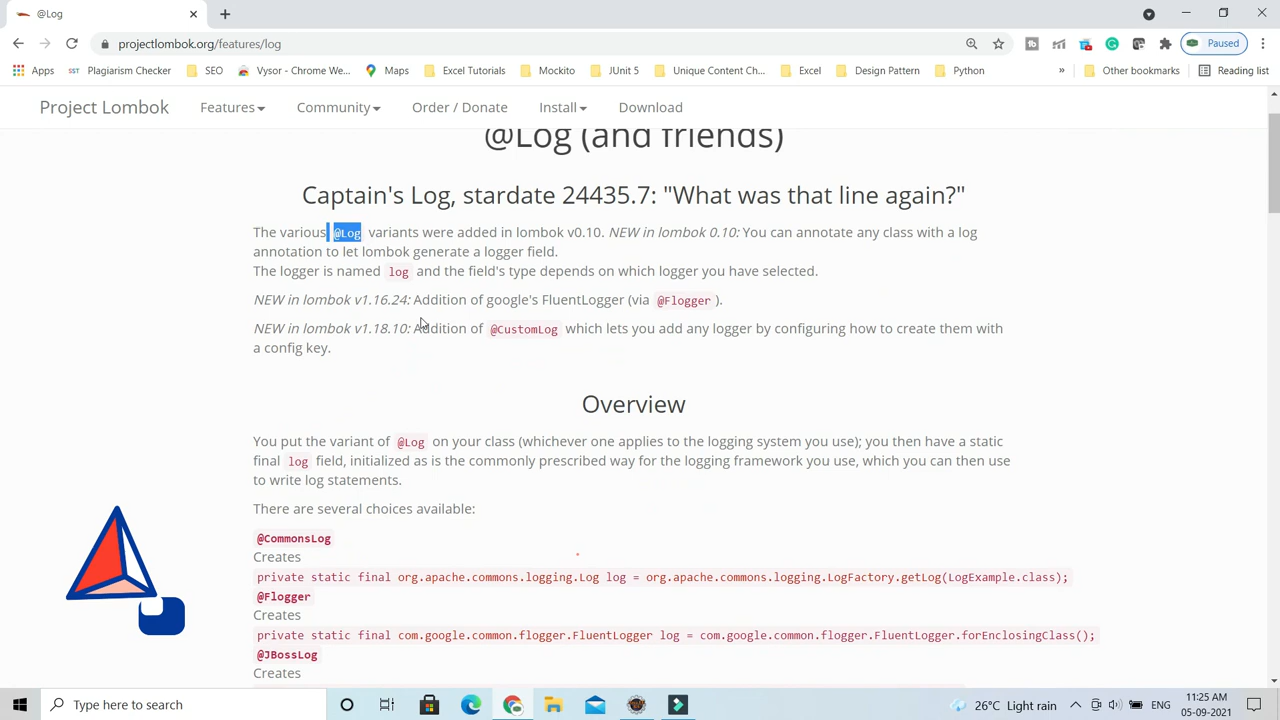 @Log
projectlombok.org/features/log
Paused
Apps
SST Plagiarism Checker
SEO
Vysor - Chrome We...
Maps
Excel Tutorials
Mockito
JUnit 5
Unique Content Ch...
Excel
Design Pattern
Python
»
Other bookmarks
Reading list
Project Lombok
Features
Community
Order / Donate
Install
Download
@Log (and friends)
Captain's Log, stardate 24435.7: "What was that line again?"
The various @Log variants were added in lombok v0.10. NEW in lombok 0.10: You can annotate any class with a log
annotation to let lombok generate a logger field.
The logger is named log and the field's type depends on which logger you have selected.
NEW in lombok v1.16.24: Addition of google's FluentLogger (via @Flogger ).
NEW in lombok v1.18.10: Addition of @CustomLog which lets you add any logger by configuring how to create them with
a config key.
Overview
You put the variant of @Log on your class (whichever one applies to the logging system you use); you then have a static
final log field, initialized as is the commonly prescribed way for the logging framework you use, which you can then use
to write log statements.
There are several choices available:
@CommonsLog
Creates
private static final org.apache.commons.logging.Log log = org.apache.commons.logging.LogFactory.getLog(LogExample.class);
@Flogger
Creates
private static final com.google.common.flogger.FluentLogger log = com.google.common.flogger.FluentLogger.forEnclosingClass();
@JBossLog
Creates
Type here to search
26°C Light rain
ENG
11:25 AM
05-09-2021